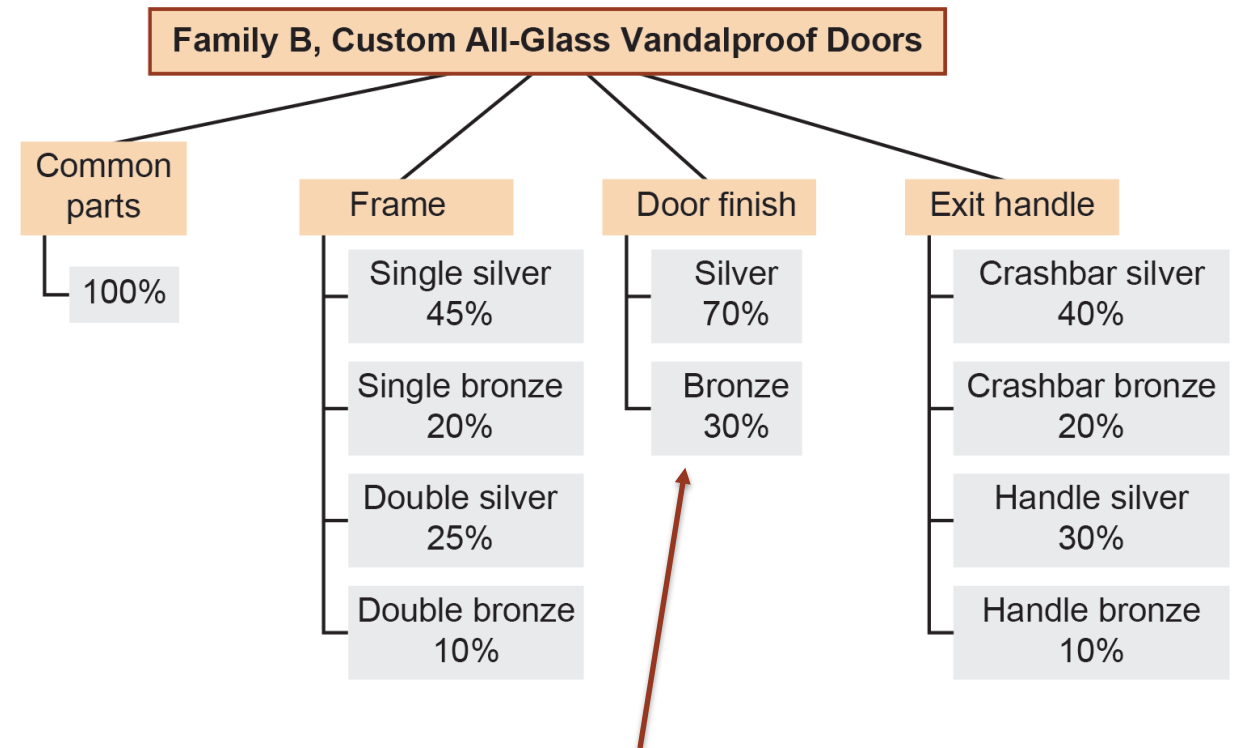 Family B, Custom All-Glass Vandalproof Doors
Common
parts
100%
Frame
Single silver
45%
Single bronze
20%
Double silver
25%
Double bronze
10%
Door finish
Silver
70%
Bronze
30%
Exit handle
Crashbar silver
40%
Crashbar bronze
20%
Handle silver
30%
Handle bronze
10%